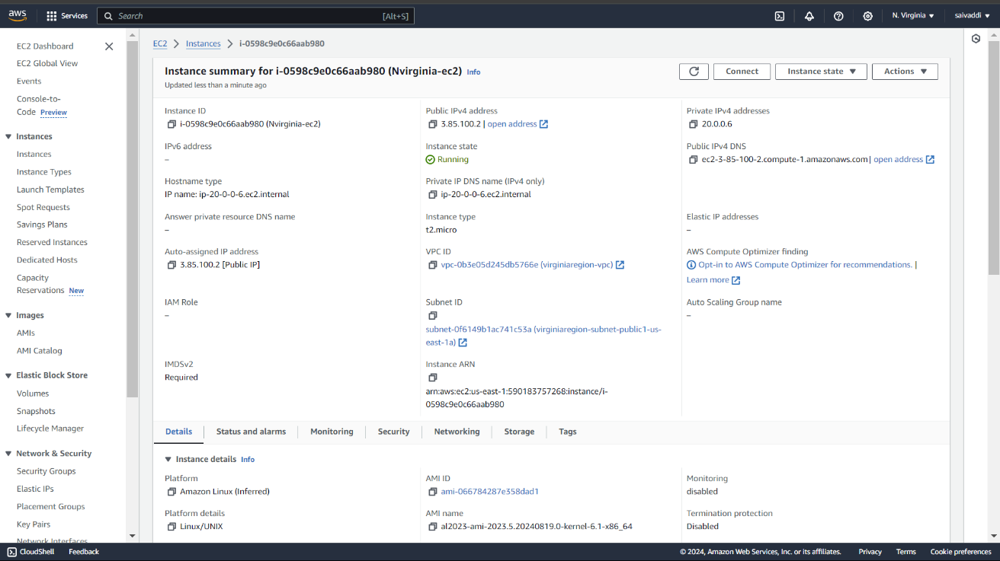 aws
Services
Search
[Alt+S]
N. Virginia
saivaddi
EC2 Dashboard
EC2 Global View
Events
Console-to-
Code Preview
Instances
Instances
Instance Types
Launch Templates
Spot Requests
Savings Plans
Reserved Instances
Dedicated Hosts
Capacity
Reservations New
Images
AMIs
AMI Catalog
Elastic Block Store
Volumes
Snapshots
Lifecycle Manager
Network & Security
Security Groups
Elastic IPs
Placement Groups
Key Pairs
Network Interfaces
EC2 > Instances > i-0598c9e0c66aab980
Instance summary for i-0598c9e0c66aab980 (Nvirginia-ec2) Info
Updated less than a minute ago
Connect
Instance state
Actions
Instance ID
i-0598c9e0c66aab980 (Nvirginia-ec2)
Public IPv4 address
3.85.100.2 | open address
Private IPv4 addresses
20.0.0.6
IPv6 address
–
Instance state
Running
Public IPv4 DNS
ec2-3-85-100-2.compute-1.amazonaws.com | open address
Hostname type
IP name: ip-20-0-0-6.ec2.internal
Private IP DNS name (IPv4 only)
ip-20-0-0-6.ec2.internal
Answer private resource DNS name
–
Instance type
t2.micro
Elastic IP addresses
–
Auto-assigned IP address
3.85.100.2 [Public IP]
VPC ID
vpc-0b3e05d245db5766e (virginiaregion-vpc)
AWS Compute Optimizer finding
Opt-in to AWS Compute Optimizer for recommendations. |
Learn more
IAM Role
–
Subnet ID
subnet-0f6149b1ac741c53a (virginiaregion-subnet-public1-us-
east-1a)
Auto Scaling Group name
–
IMDSv2
Required
Instance ARN
arn:aws:ec2:us-east-1:590183757268:instance/i-
0598c9e0c66aab980
Details
Status and alarms
Monitoring
Security
Networking
Storage
Tags
Instance details Info
Platform
Amazon Linux (Inferred)
AMI ID
ami-066784287e358dad1
Monitoring
disabled
Platform details
Linux/UNIX
AMI name
al2023-ami-2023.5.20240819.0-kernel-6.1-x86_64
Termination protection
Disabled
CloudShell
Feedback
© 2024, Amazon Web Services, Inc. or its affiliates.
Privacy
Terms
Cookie preferences